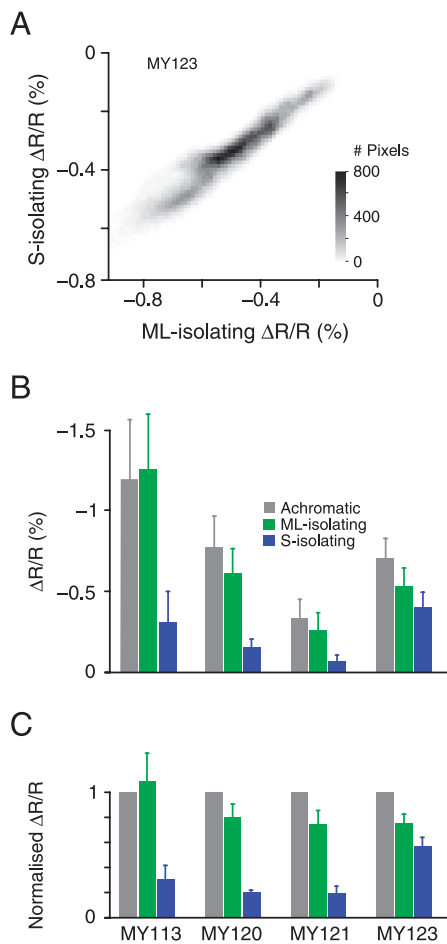 A
0
MY123
S-isolating ΔR/R (%)
−0.4
# Pixels
800
400
0
−0.8
−0.8
−0.4
0
ML-isolating ΔR/R (%)
B
−1.5
−1
−0.5
0
ΔR/R (%)
Achromatic
ML-isolating
S-isolating
C
1
0
Normalised ΔR/R
MY113 MY120 MY121 MY123